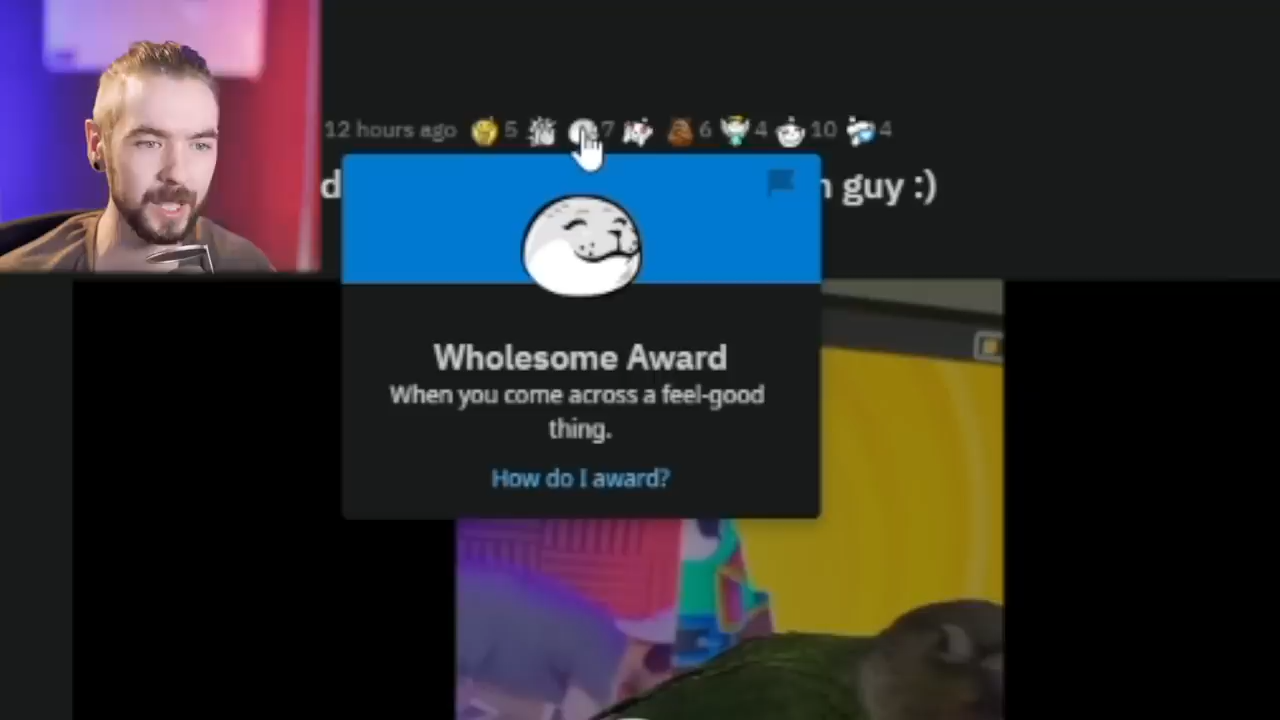 12 hours ago 5 7 6 4 10 4
guy :)
Wholesome Award
When you come across a feel-good
thing.
How do I award?